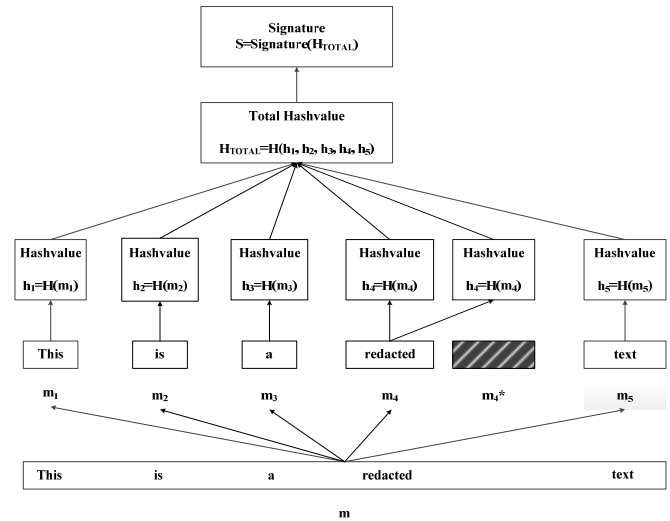 Signature
S=Signature(H_TOTAL)
Total Hashvalue
H_TOTAL=H(h₁, h₂, h₃, h₄, h₅)
Hashvalue Hashvalue Hashvalue Hashvalue Hashvalue Hashvalue
h₁=H(m₁) h₂=H(m₂) h₃=H(m₃) h₄=H(m₄) h₄=H(m₄) h₅=H(m₅)
This is a redacted text
m₁ m₂ m₃ m₄ m₄* m₅
This is a redacted text
m